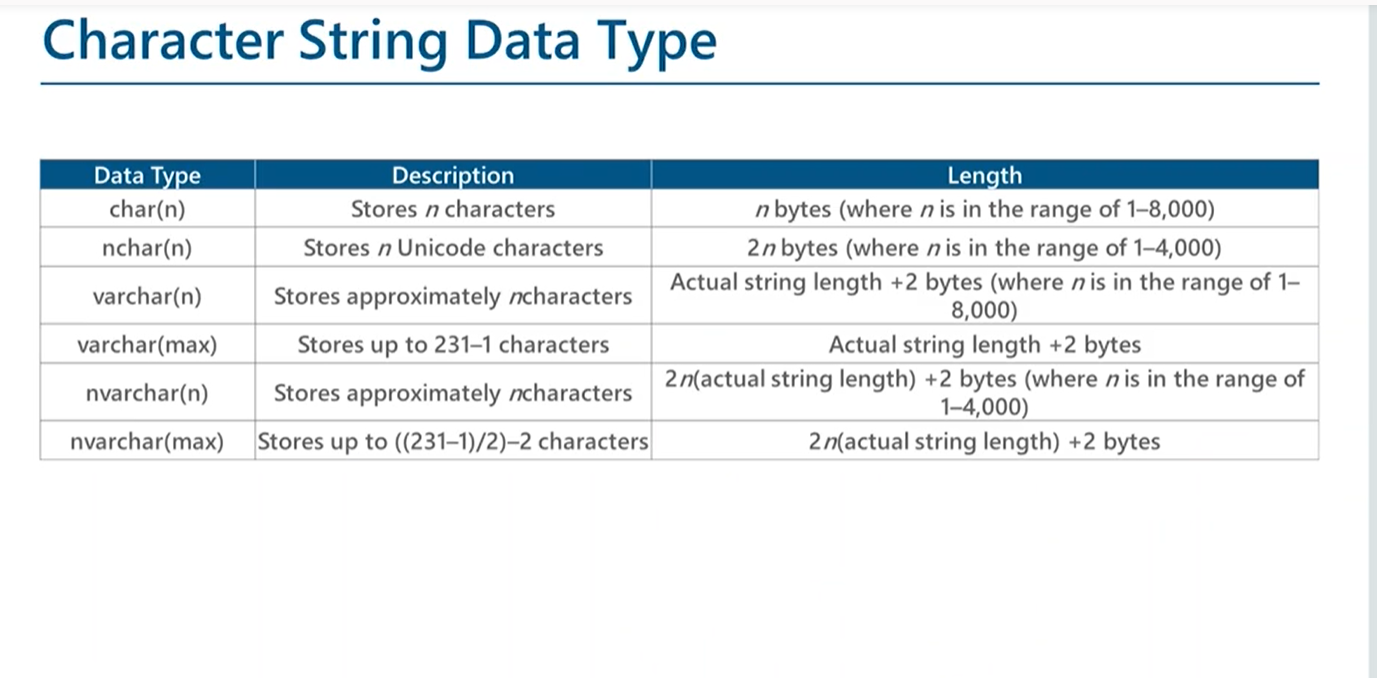 Character String Data Type
Data Type Description Length
char(n) Stores n characters n bytes (where n is in the range of 1–8,000)
nchar(n) Stores n Unicode characters 2n bytes (where n is in the range of 1–4,000)
varchar(n) Stores approximately ncharacters Actual string length +2 bytes (where n is in the range of 1–
8,000)
varchar(max) Stores up to 231–1 characters Actual string length +2 bytes
nvarchar(n) Stores approximately ncharacters 2n(actual string length) +2 bytes (where n is in the range of
1–4,000)
nvarchar(max) Stores up to ((231–1)/2)–2 characters 2n(actual string length) +2 bytes